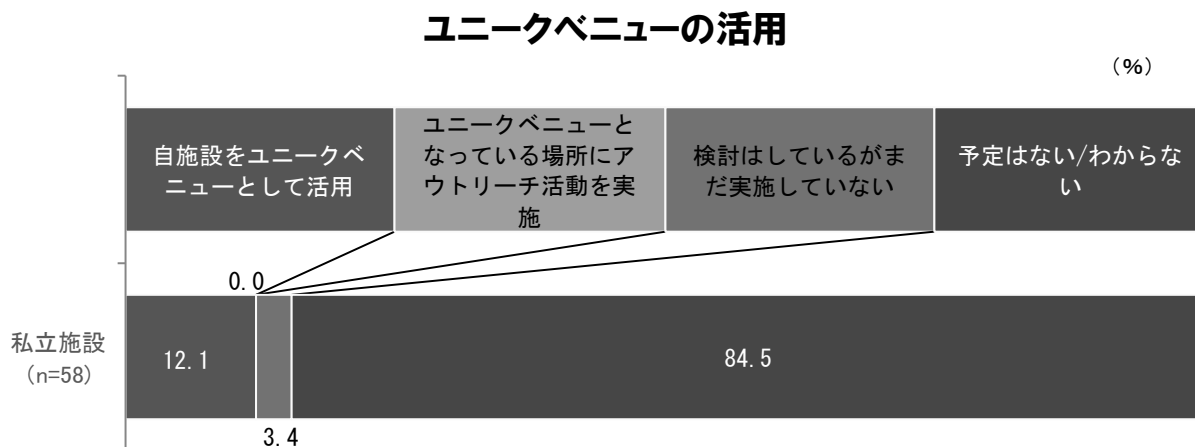 ユニークベニューの活用
（%）
自施設をユニークベ
ニューとして活用
ユニークベニューと
なっている場所にア
ウトリーチ活動を実
施
検討はしているがま
だ実施していない
予定はない/わからな
い
0.0
私立施設
(n=58)
12.1
84.5
3.4